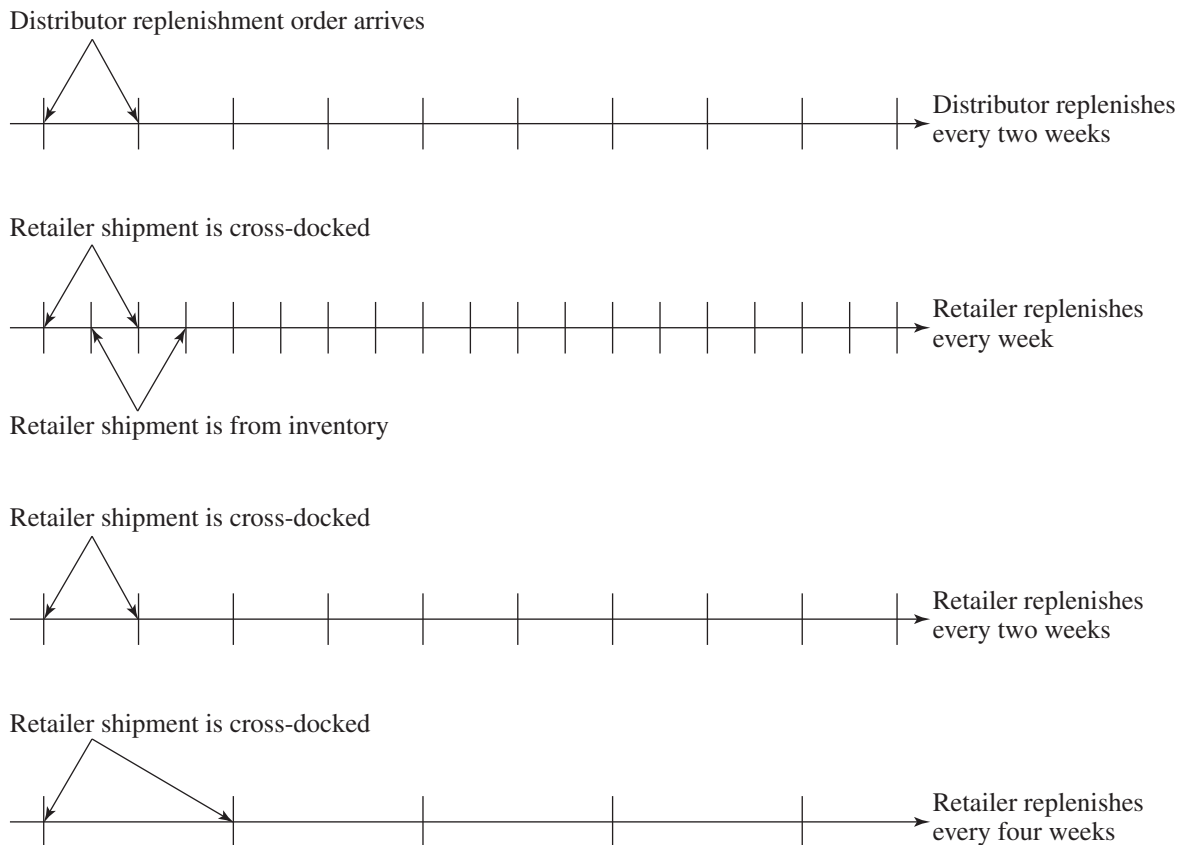 Distributor replenishment order arrives
Distributor replenishes
every two weeks
Retailer shipment is cross-docked
Retailer replenishes
every week
Retailer shipment is from inventory
Retailer shipment is cross-docked
Retailer replenishes
every two weeks
Retailer shipment is cross-docked
Retailer replenishes
every four weeks